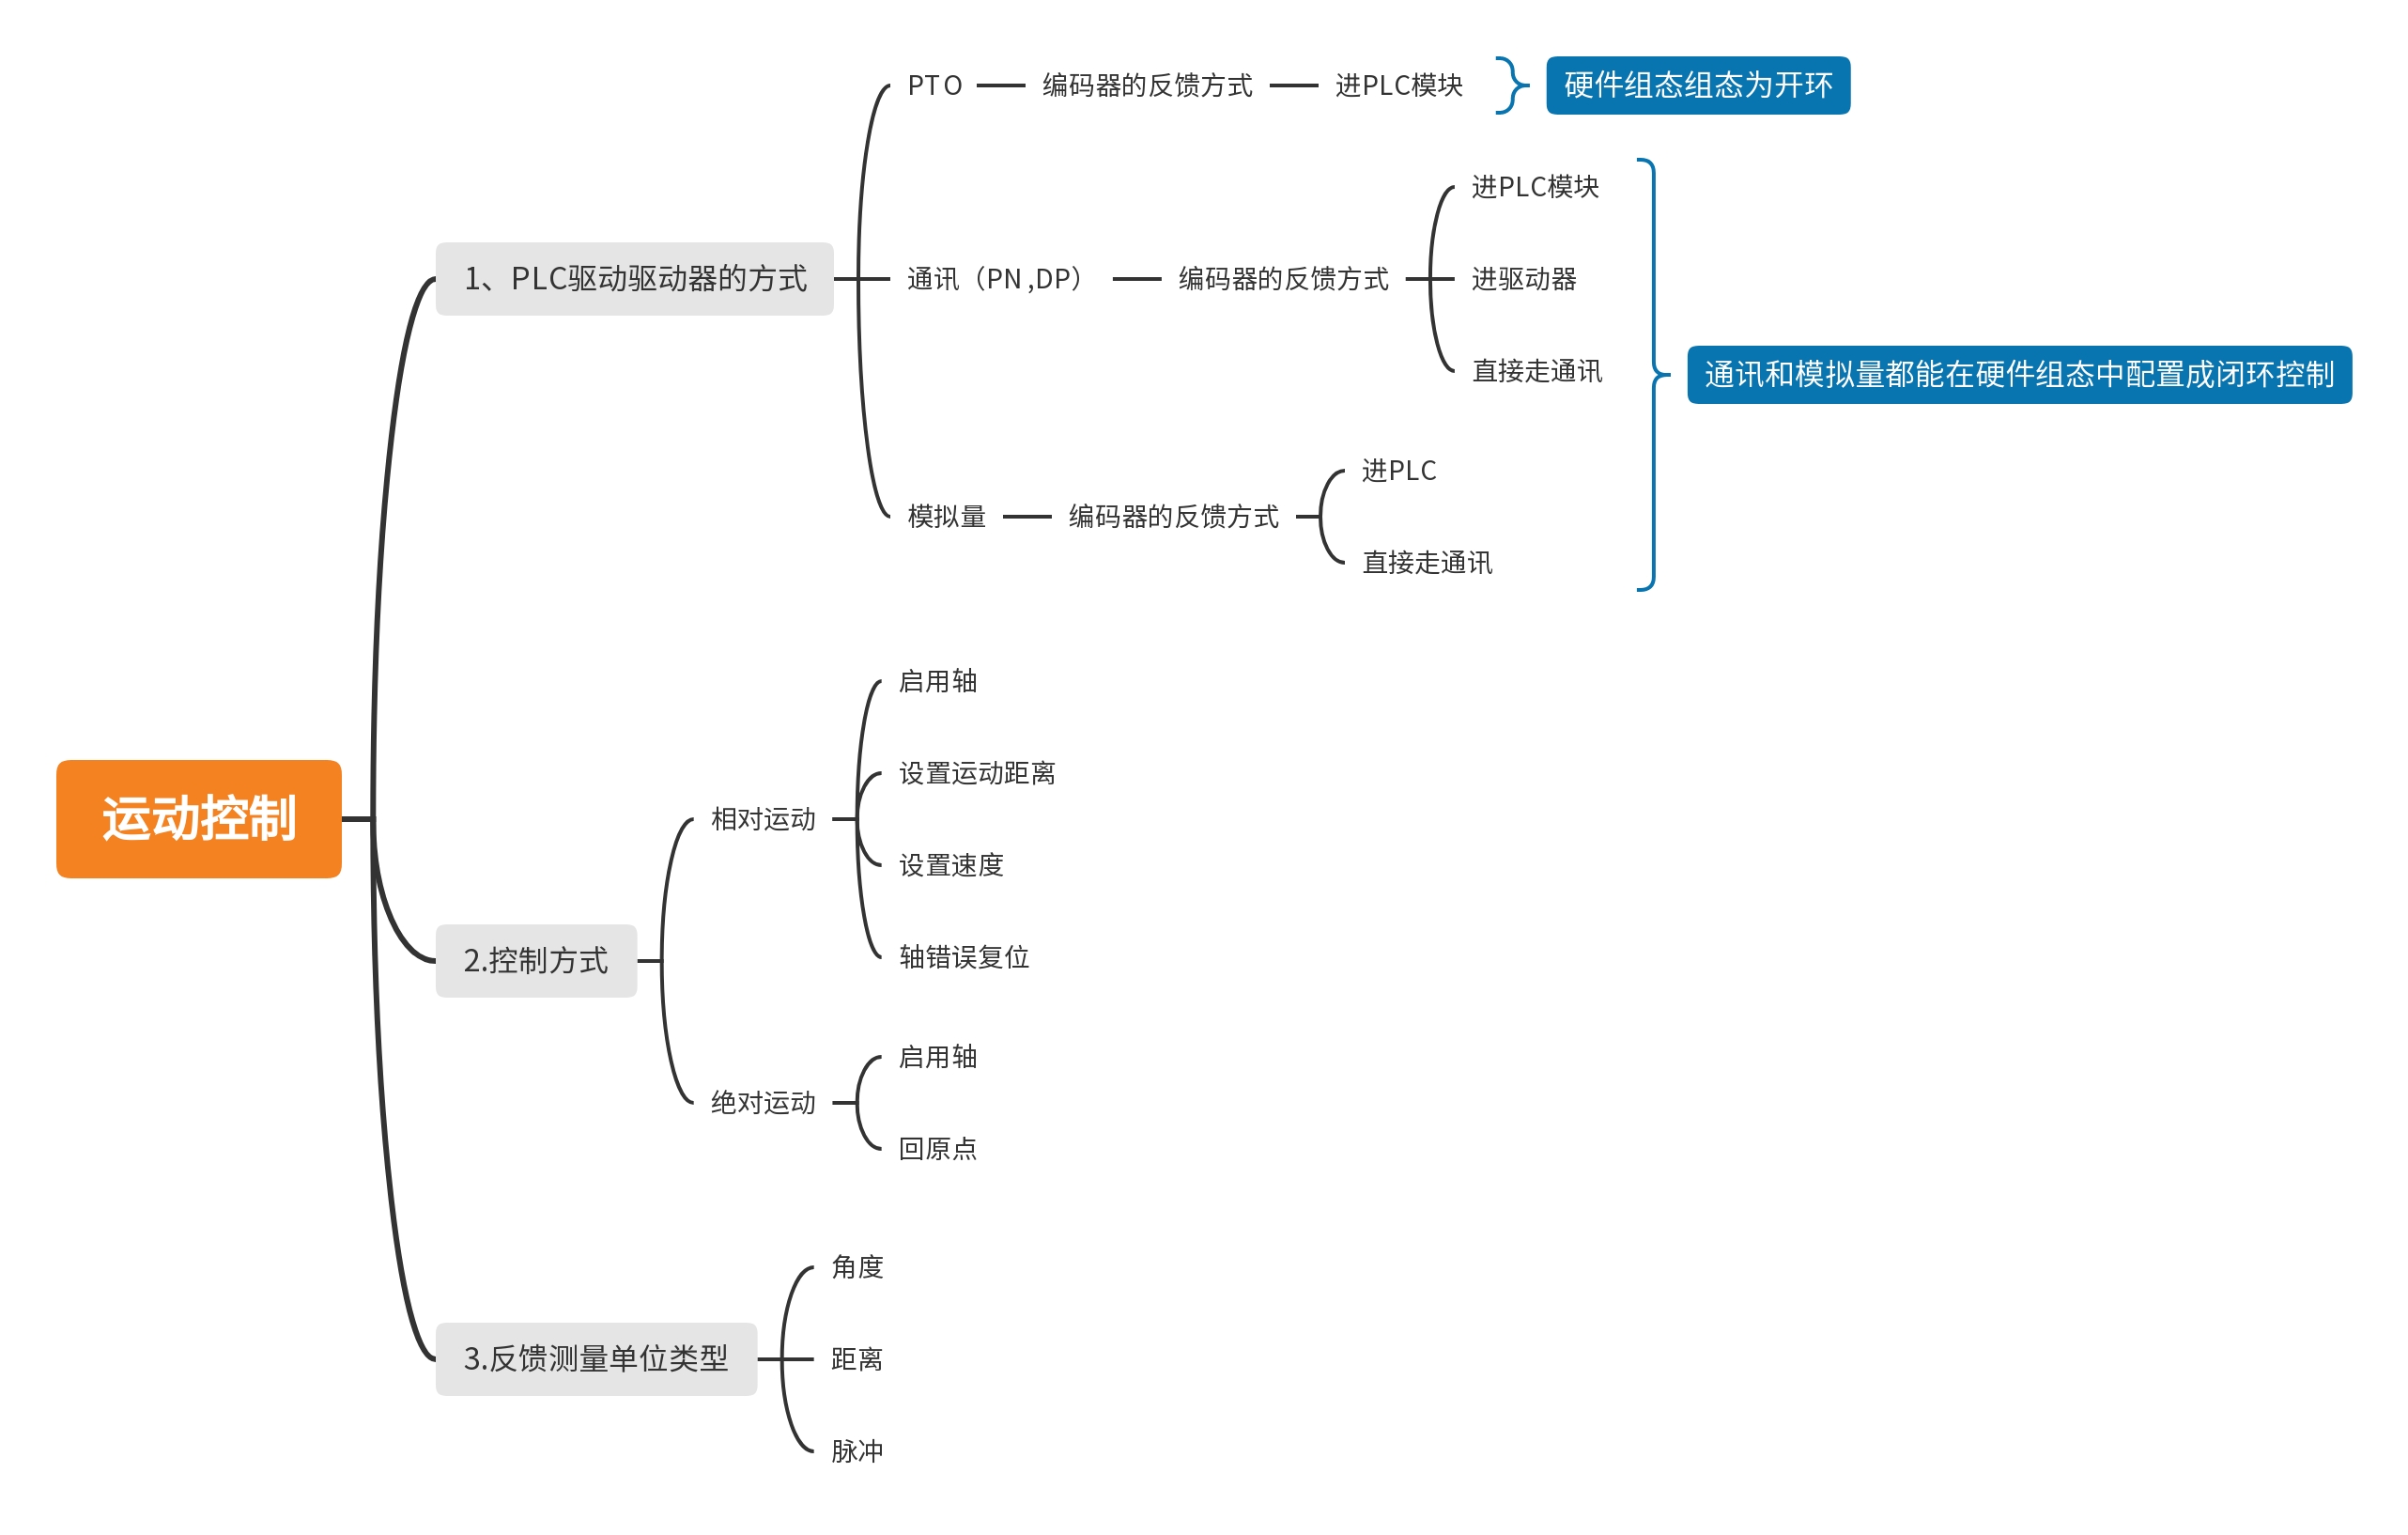 运动控制
1、PLC驱动驱动器的方式
PTO
编码器的反馈方式
进PLC模块
硬件组态组态为开环
通讯（PN,DP）
编码器的反馈方式
进PLC模块
进驱动器
直接走通讯
模拟量
编码器的反馈方式
进PLC
直接走通讯
通讯和模拟量都能在硬件组态中配置成闭环控制
2.控制方式
相对运动
启用轴
设置运动距离
设置速度
轴错误复位
绝对运动
启用轴
回原点
3.反馈测量单位类型
角度
距离
脉冲